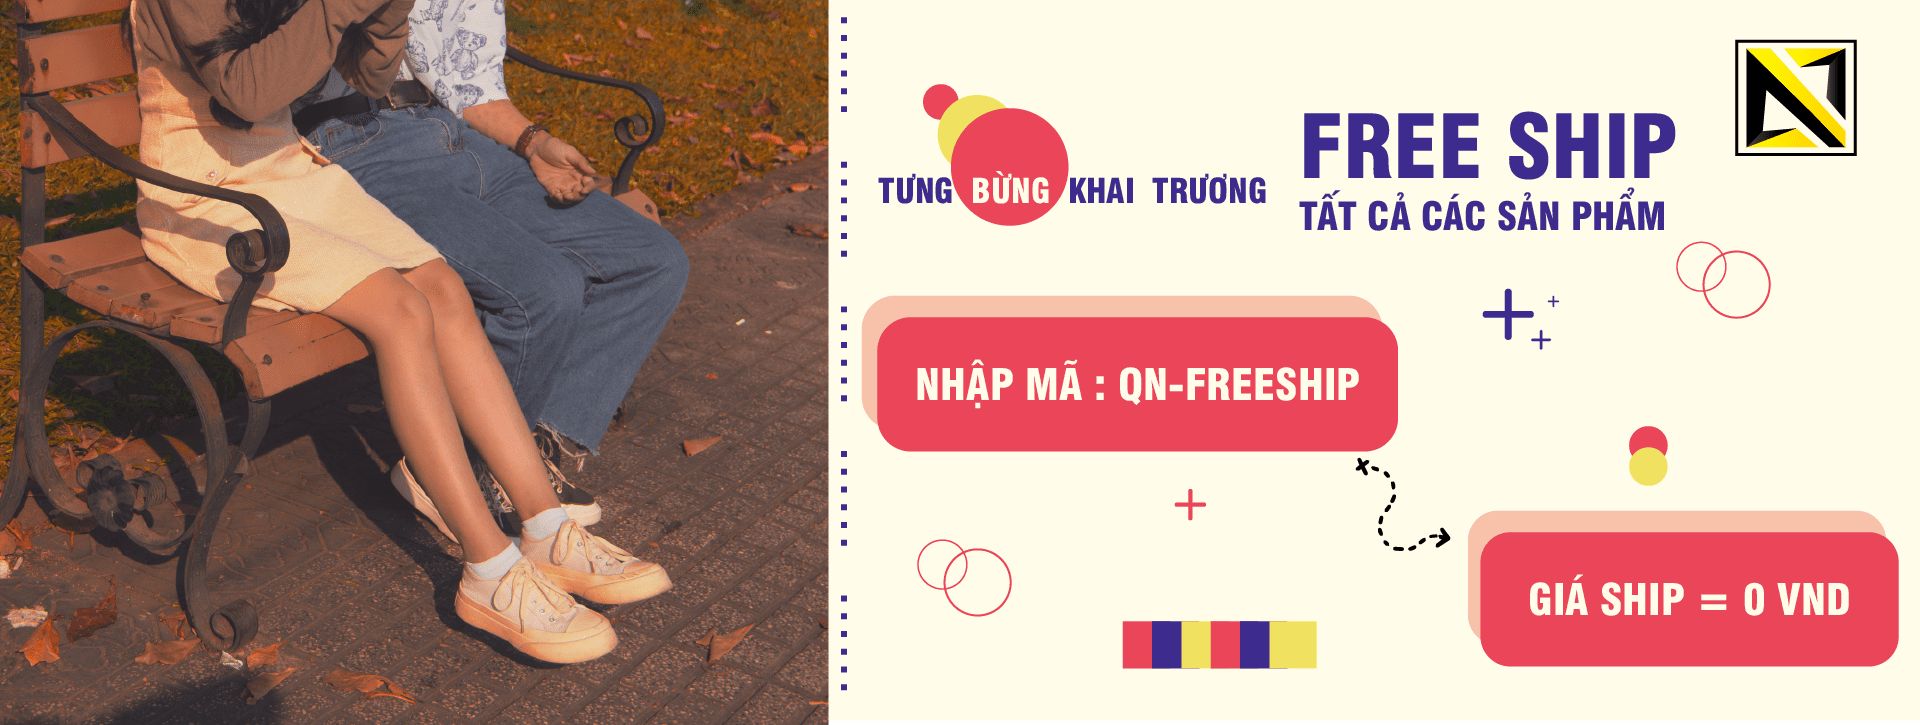 TƯNG BỪNG KHAI TRƯƠNG
FREE SHIP
TẤT CẢ CÁC SẢN PHẨM
NHẬP MÃ : QN-FREESHIP
GIÁ SHIP = 0 VND